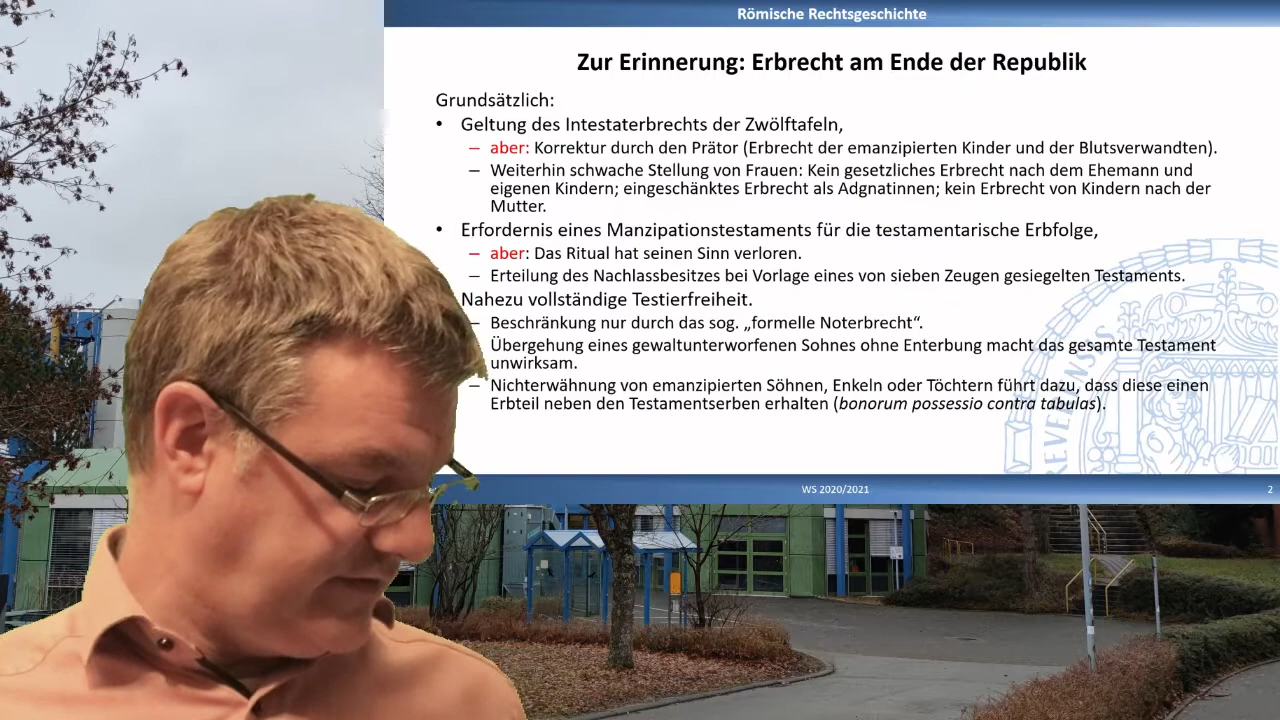 Römische Rechtsgeschichte
Zur Erinnerung: Erbrecht am Ende der Republik
Grundsätzlich:
• Geltung des Intestaterbrechts der Zwölftafeln,
– aber: Korrektur durch den Prätor (Erbrecht der emanzipierten Kinder und der Blutsverwandten).
– Weiterhin schwache Stellung von Frauen: Kein gesetzliches Erbrecht nach dem Ehemann und
eigenen Kindern; eingeschränktes Erbrecht als Adgnatinnen; kein Erbrecht von Kindern nach der
Mutter.
• Erfordernis eines Manzipationstestaments für die testamentarische Erbfolge,
– aber: Das Ritual hat seinen Sinn verloren.
– Erteilung des Nachlassbesitzes bei Vorlage eines von sieben Zeugen gesiegelten Testaments.
Nahezu vollständige Testierfreiheit.
– Beschränkung nur durch das sog. „formelle Noterbrecht“.
Übergehung eines gewaltunterworfenen Sohnes ohne Enterbung macht das gesamte Testament
unwirksam.
– Nichterwähnung von emanzipierten Söhnen, Enkeln oder Töchtern führt dazu, dass diese einen
Erbteil neben den Testamentserben erhalten (bonorum possessio contra tabulas).
WS 2020/2021
2